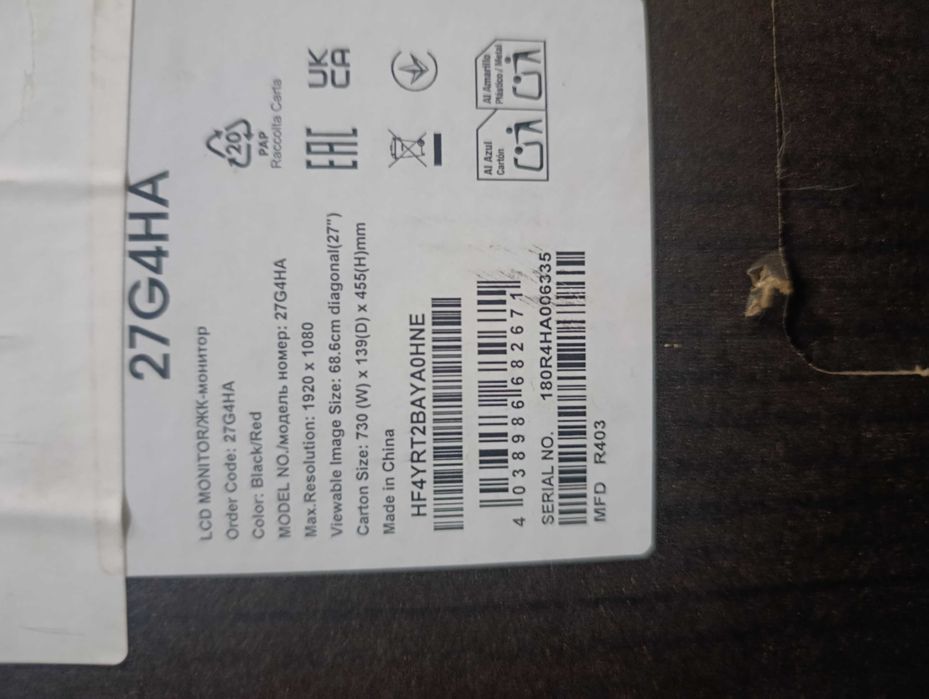 27G4HA
LCD MONITOR/ЖК-монитор
Order Code: 27G4HA
Color: Black/Red
MODEL NO./модель номер: 27G4HA
Max.Resolution: 1920 x 1080
Viewable Image Size: 68.6cm diagonal(27")
Carton Size: 730 (W) x 139(D) x 455(H)mm
Made in China
HF4YRT2BAYA0HNE
4 038986 682671
SERIAL NO. 180R4HA006335
MFD R403
20
PAP
Raccolta Carta
EAC
UK
CA
Al Azul
Cartón
Al Amarillo
Plástico / Metal